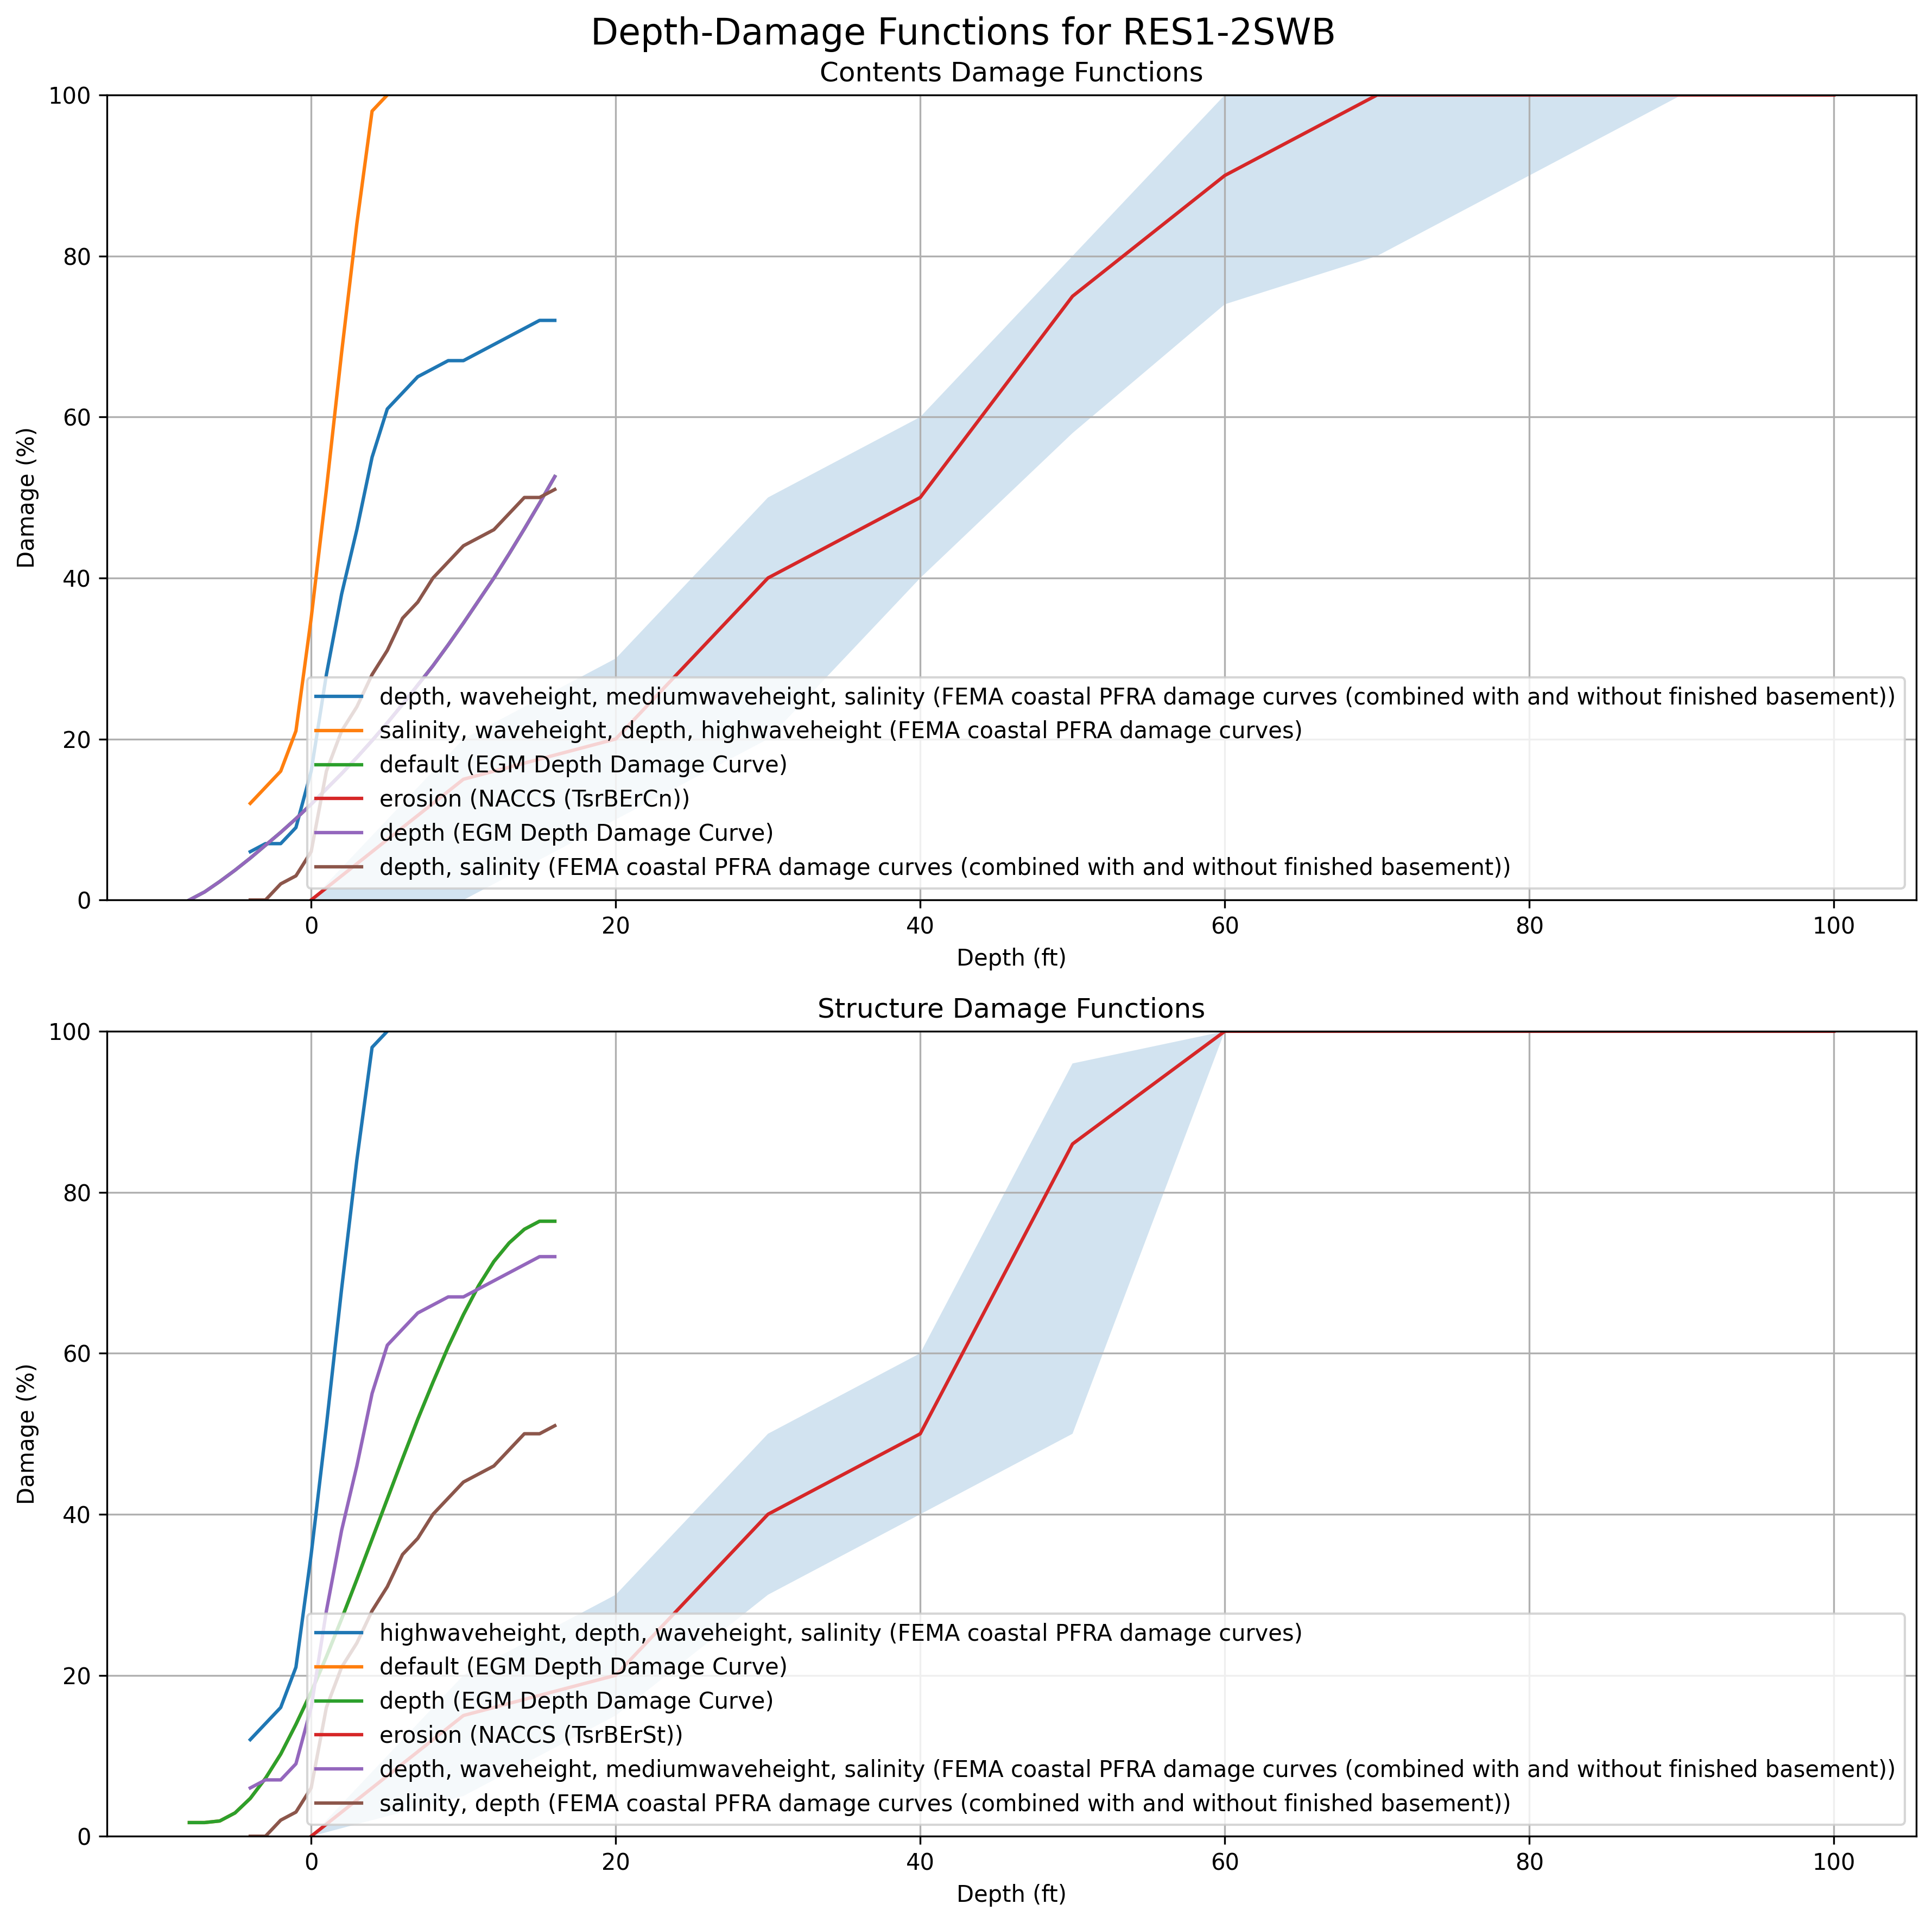 Depth-Damage Functions for RES1-2SWB
Contents Damage Functions
100
80
60
40
20
0
Damage (%)
depth, waveheight, mediumwaveheight, salinity (FEMA coastal PFRA damage curves (combined with and without finished basement))
salinity, waveheight, depth, highwaveheight (FEMA coastal PFRA damage curves)
default (EGM Depth Damage Curve)
erosion (NACCS (TsrBErCn))
depth (EGM Depth Damage Curve)
depth, salinity (FEMA coastal PFRA damage curves (combined with and without finished basement))
0 20 40 60 80 100
Depth (ft)
Structure Damage Functions
100
80
60
40
20
0
Damage (%)
highwaveheight, depth, waveheight, salinity (FEMA coastal PFRA damage curves)
default (EGM Depth Damage Curve)
depth (EGM Depth Damage Curve)
erosion (NACCS (TsrBErSt))
depth, waveheight, mediumwaveheight, salinity (FEMA coastal PFRA damage curves (combined with and without finished basement))
salinity, depth (FEMA coastal PFRA damage curves (combined with and without finished basement))
0 20 40 60 80 100
Depth (ft)